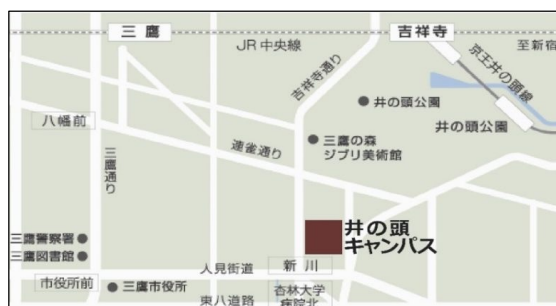 三鷹
吉祥寺
JR中央線
至新宿
吉祥寺通り
京王井の頭線
井の頭公園
井の頭公園
八幡前
三鷹通り
連雀通り
三鷹の森
ジブリ美術館
井の頭
キャンパス
三鷹警察署
三鷹図書館
人見街道
新川
市役所前
三鷹市役所
東八道路
杏林大学
病院北